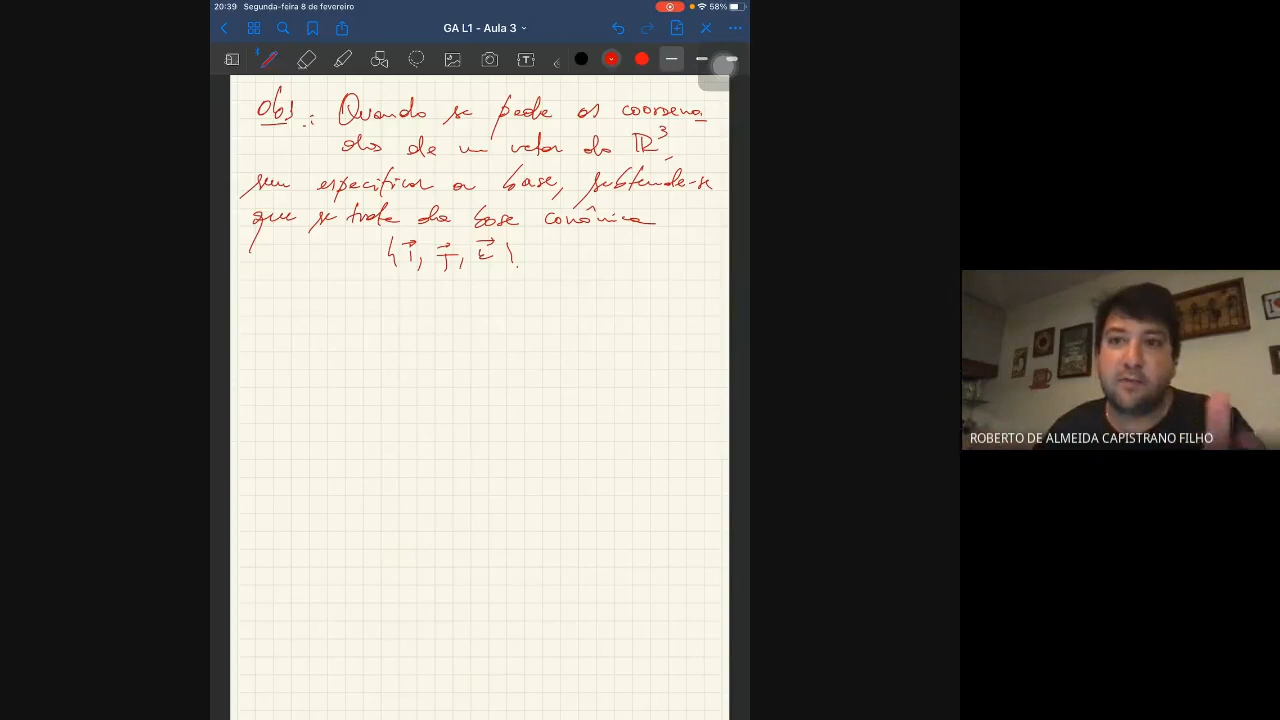 20:39 Segunda-feira 8 de fevereiro 58%
GA L1 - Aula 3
Obs: Quando se pede as coordena
das de um vetor do ℝ³,
sem especificar a base, subtende-se
que se trata da base canônica
{i⃗, j⃗, k⃗}.
ROBERTO DE ALMEIDA CAPISTRANO FILHO